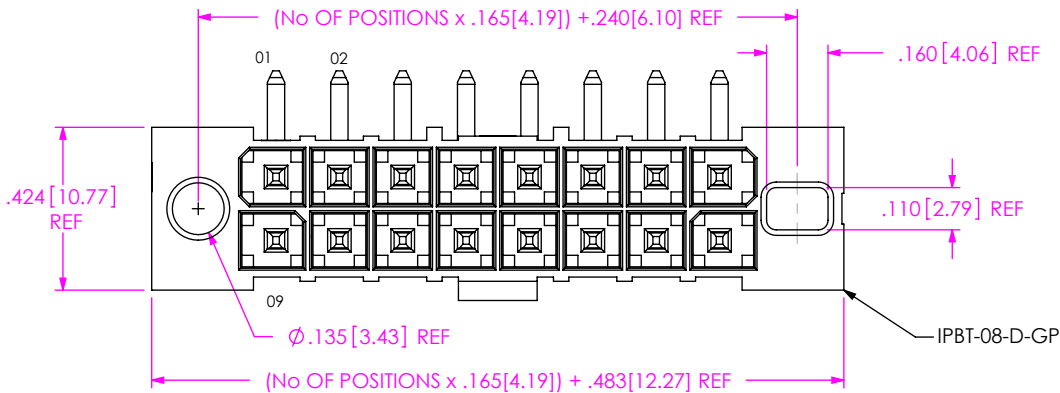 (No OF POSITIONS x .165[4.19]) +.240[6.10] REF
.160[4.06] REF
01
02
.424[10.77]
REF
.110[2.79] REF
09
Ø.135[3.43] REF
IPBT-08-D-GP
(No OF POSITIONS x .165[4.19]) + .483[12.27] REF